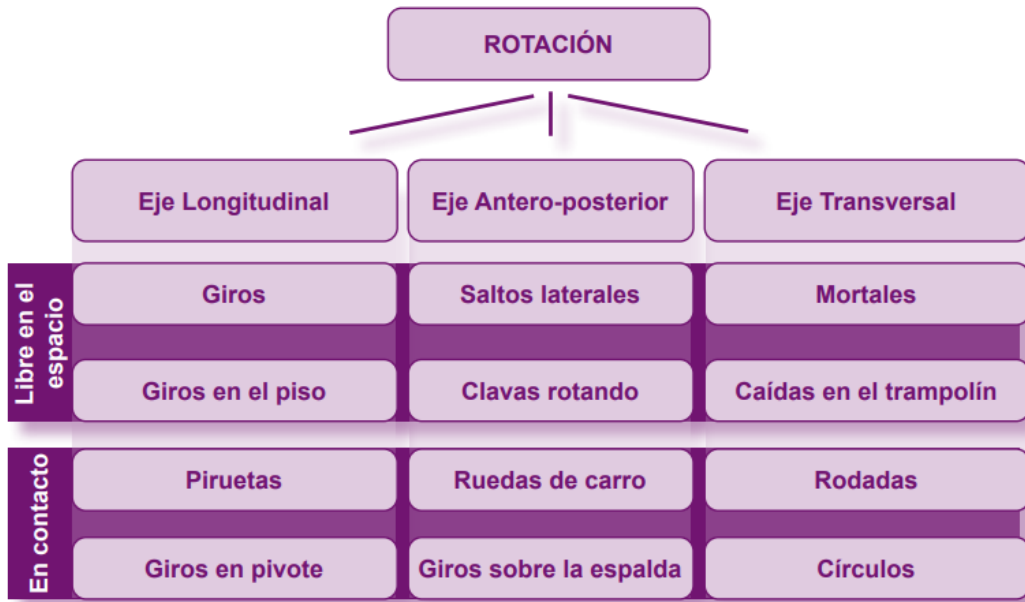 ROTACIÓN
Eje Longitudinal
Eje Antero-posterior
Eje Transversal
Libre en el
espacio
Giros
Saltos laterales
Mortales
Giros en el piso
Clavas rotando
Caídas en el trampolín
En contacto
Piruetas
Ruedas de carro
Rodadas
Giros en pivote
Giros sobre la espalda
Círculos